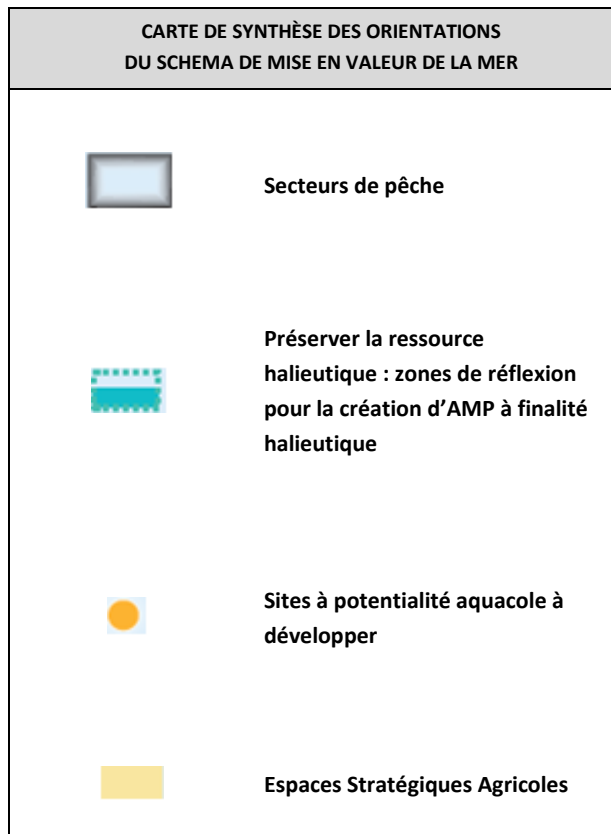 CARTE DE SYNTHÈSE DES ORIENTATIONS
DU SCHEMA DE MISE EN VALEUR DE LA MER
Secteurs de pêche
Préserver la ressource
halieutique : zones de réflexion
pour la création d’AMP à finalité
halieutique
Sites à potentialité aquacole à
développer
Espaces Stratégiques Agricoles